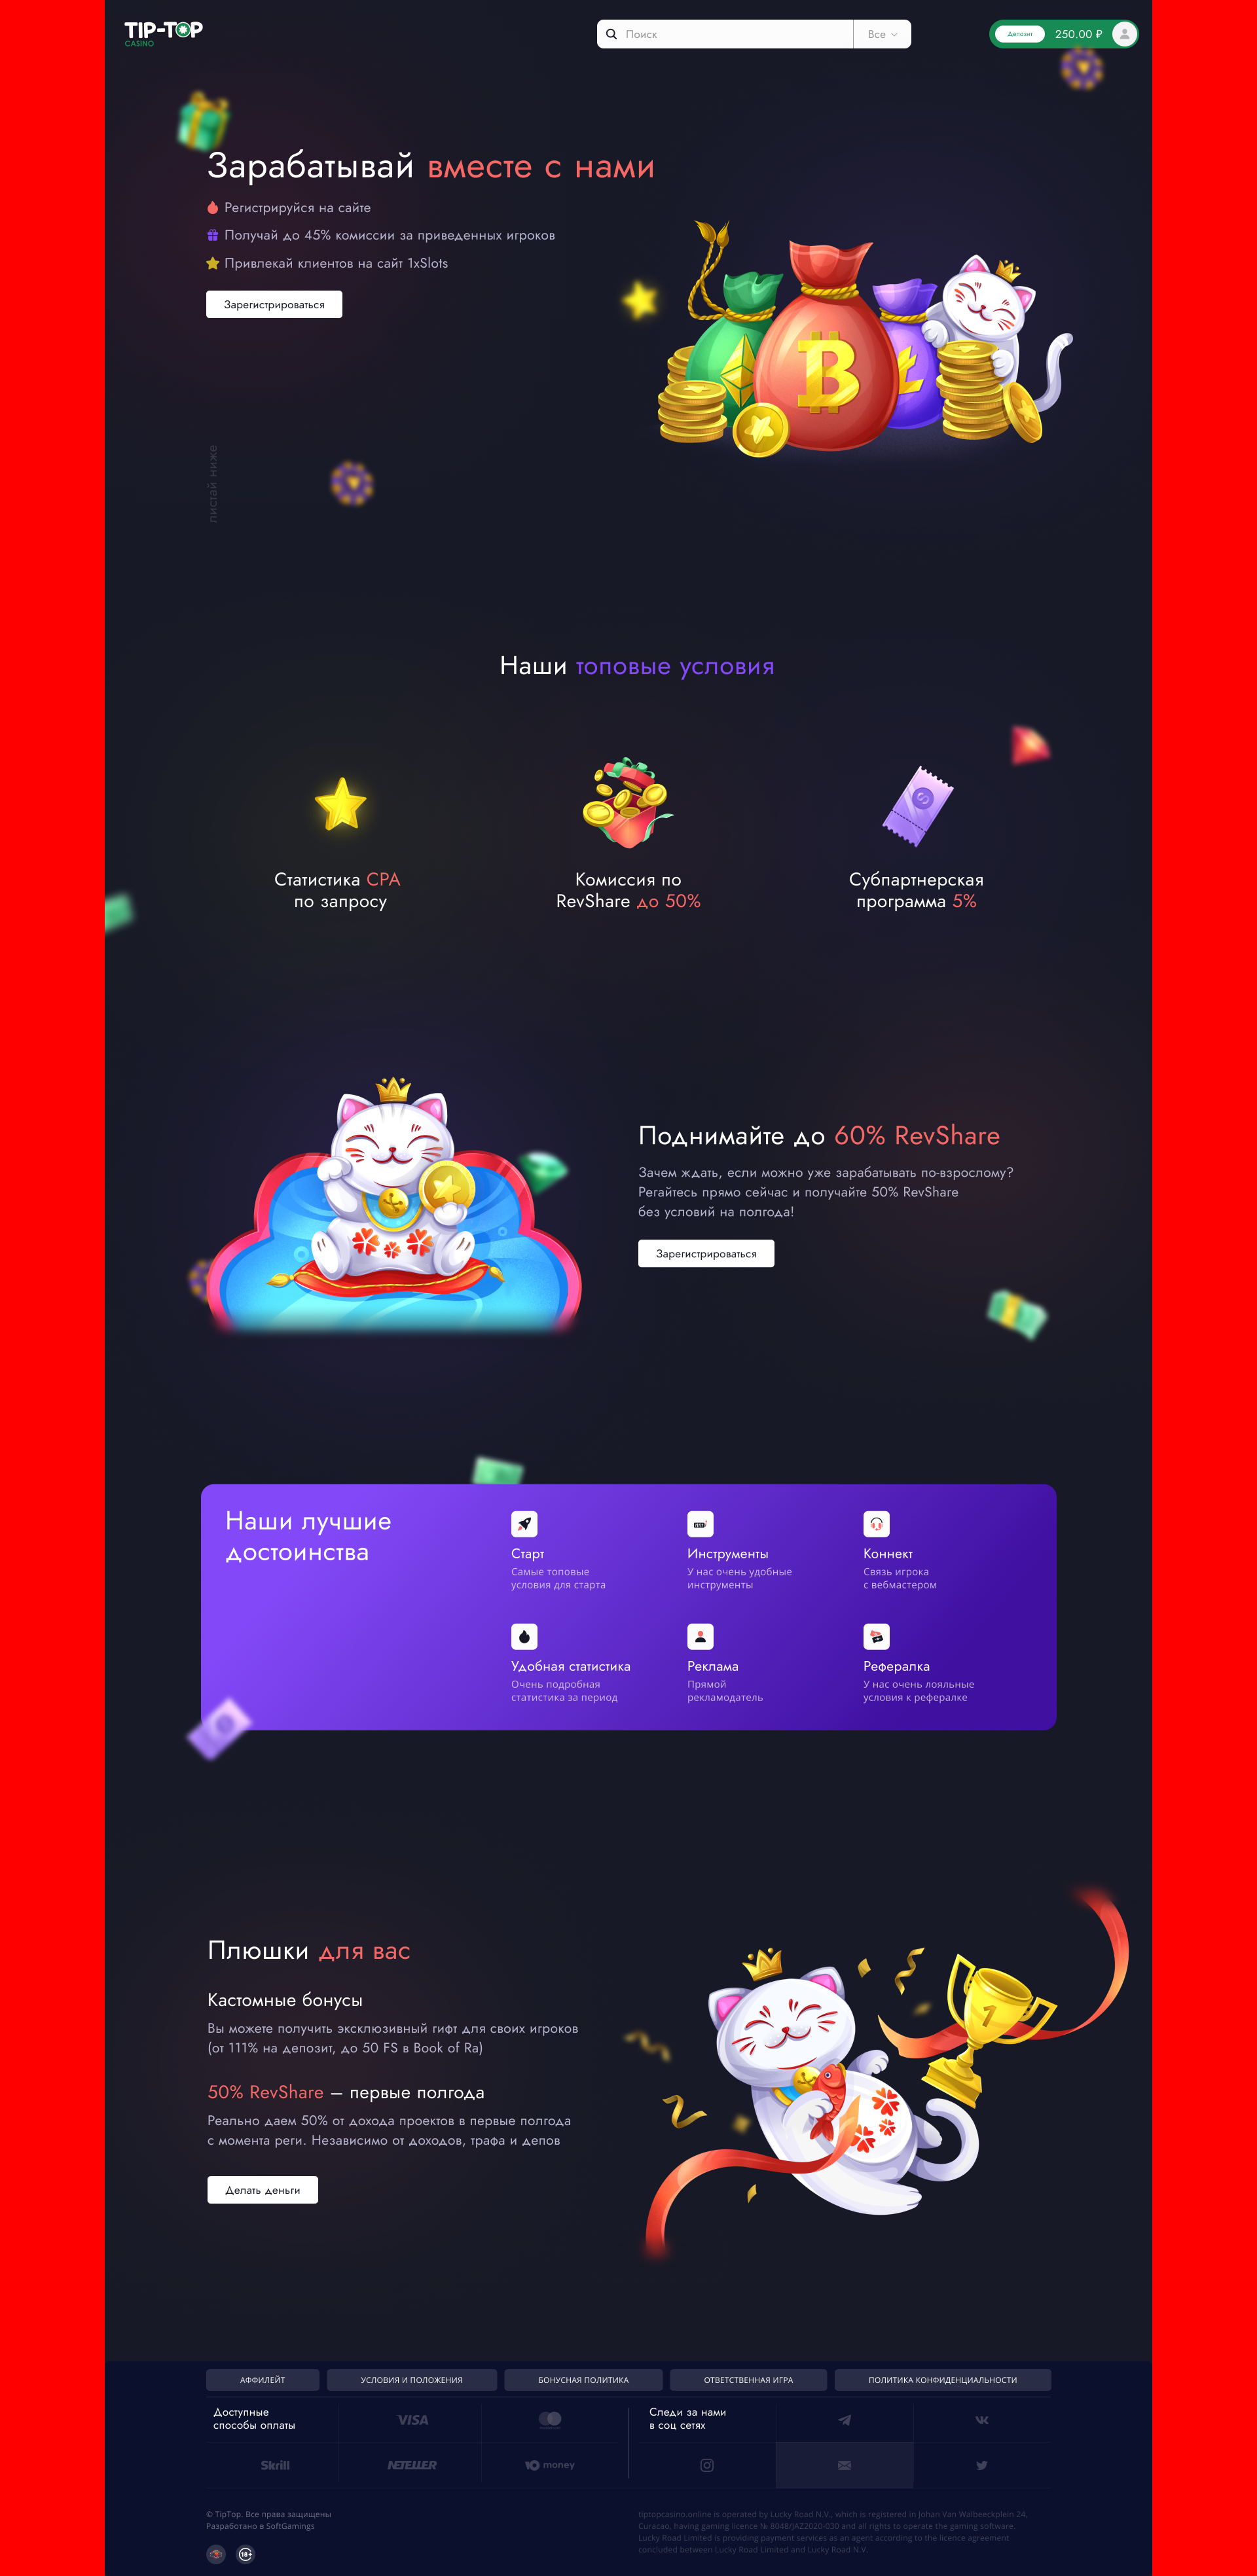 TIP-TOP
CASINO
Поиск
Все
Депозит
250.00 ₽
Зарабатывай вместе с нами
Регистрируйся на сайте
Получай до 45% комиссии за приведенных игроков
Привлекай клиентов на сайт 1xSlots
Зарегистрироваться
листай ниже
Наши топовые условия
Статистика CPA
по запросу
Комиссия по
RevShare до 50%
Субпартнерская
программа 5%
Поднимайте до 60% RevShare
Зачем ждать, если можно уже зарабатывать по-взрослому?
Регайтесь прямо сейчас и получайте 50% RevShare
без условий на полгода!
Зарегистрироваться
Наши лучшие
достоинства
Старт
Самые топовые
условия для старта
Инструменты
У нас очень удобные
инструменты
Коннект
Связь игрока
с вебмастером
Удобная статистика
Очень подробная
статистика за период
Реклама
Прямой
рекламодатель
Рефералка
У нас очень лояльные
условия к рефералке
Плюшки для вас
Кастомные бонусы
Вы можете получить эксклюзивный гифт для своих игроков
(от 111% на депозит, до 50 FS в Book of Ra)
50% RevShare – первые полгода
Реально даем 50% от дохода проектов в первые полгода
с момента реги. Независимо от доходов, трафа и депов
Делать деньги
1
АФФИЛЕЙТ
УСЛОВИЯ И ПОЛОЖЕНИЯ
БОНУСНАЯ ПОЛИТИКА
ОТВЕТСТВЕННАЯ ИГРА
ПОЛИТИКА КОНФИДЕНЦИАЛЬНОСТИ
Доступные
способы оплаты
VISA
Skrill
NETELLER
money
Следи за нами
в соц сетях
© TipTop. Все права защищены
Разработано в SoftGamings
18+
tiptopcasino.online is operated by Lucky Road N.V., which is registered in Johan Van Walbeeckplein 24,
Curacao, having gaming licence № 8048/JAZ2020-030 and all rights to operate the gaming software.
Lucky Road Limited is providing payment services as an agent according to the licence agreement
concluded between Lucky Road Limited and Lucky Road N.V.